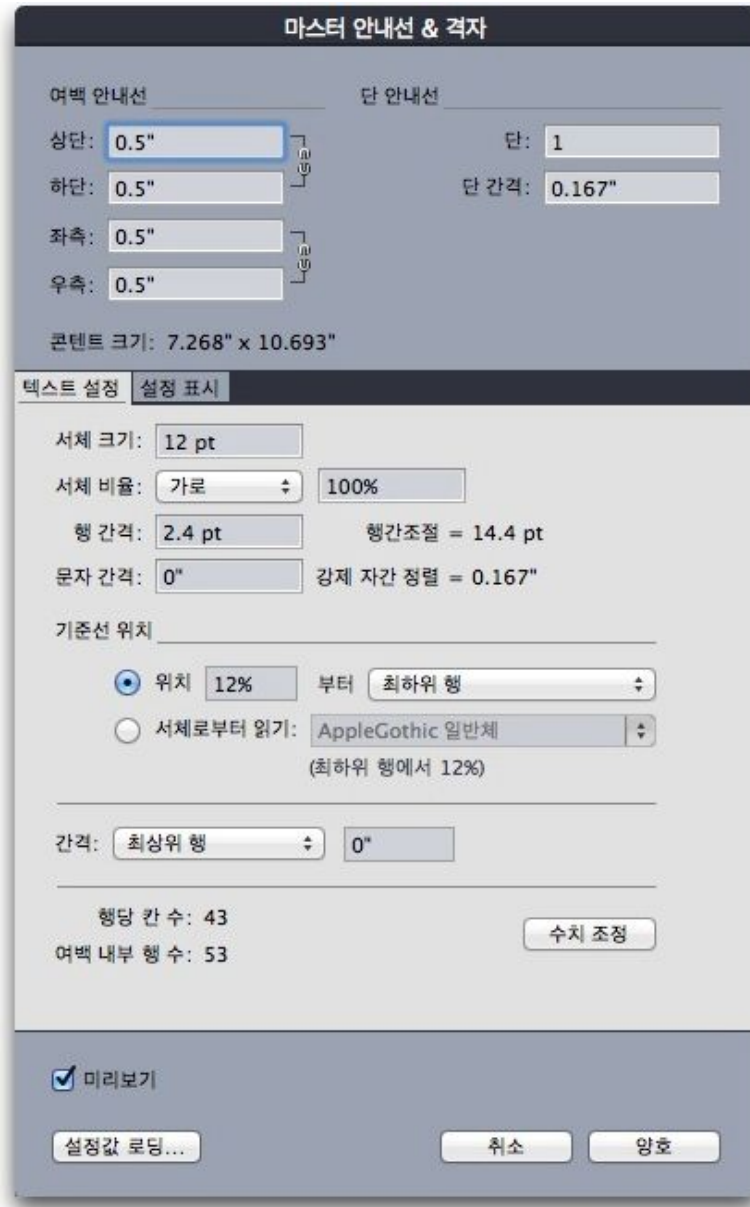 마스터 안내선 & 격자
여백 안내선
단 안내선
상단: 0.5"
단: 1
하단: 0.5"
단 간격: 0.167"
좌측: 0.5"
우측: 0.5"
콘텐트 크기: 7.268" x 10.693"
텍스트 설정 설정 표시
서체 크기: 12 pt
서체 비율: 가로 100%
행 간격: 2.4 pt 행간조절 = 14.4 pt
문자 간격: 0" 강제 자간 정렬 = 0.167"
기준선 위치
위치 12% 부터 최하위 행
서체로부터 읽기: AppleGothic 일반체
(최하위 행에서 12%)
간격: 최상위 행 0"
행당 칸 수: 43
여백 내부 행 수: 53
수치 조정
미리보기
설정값 로딩... 취소 양호